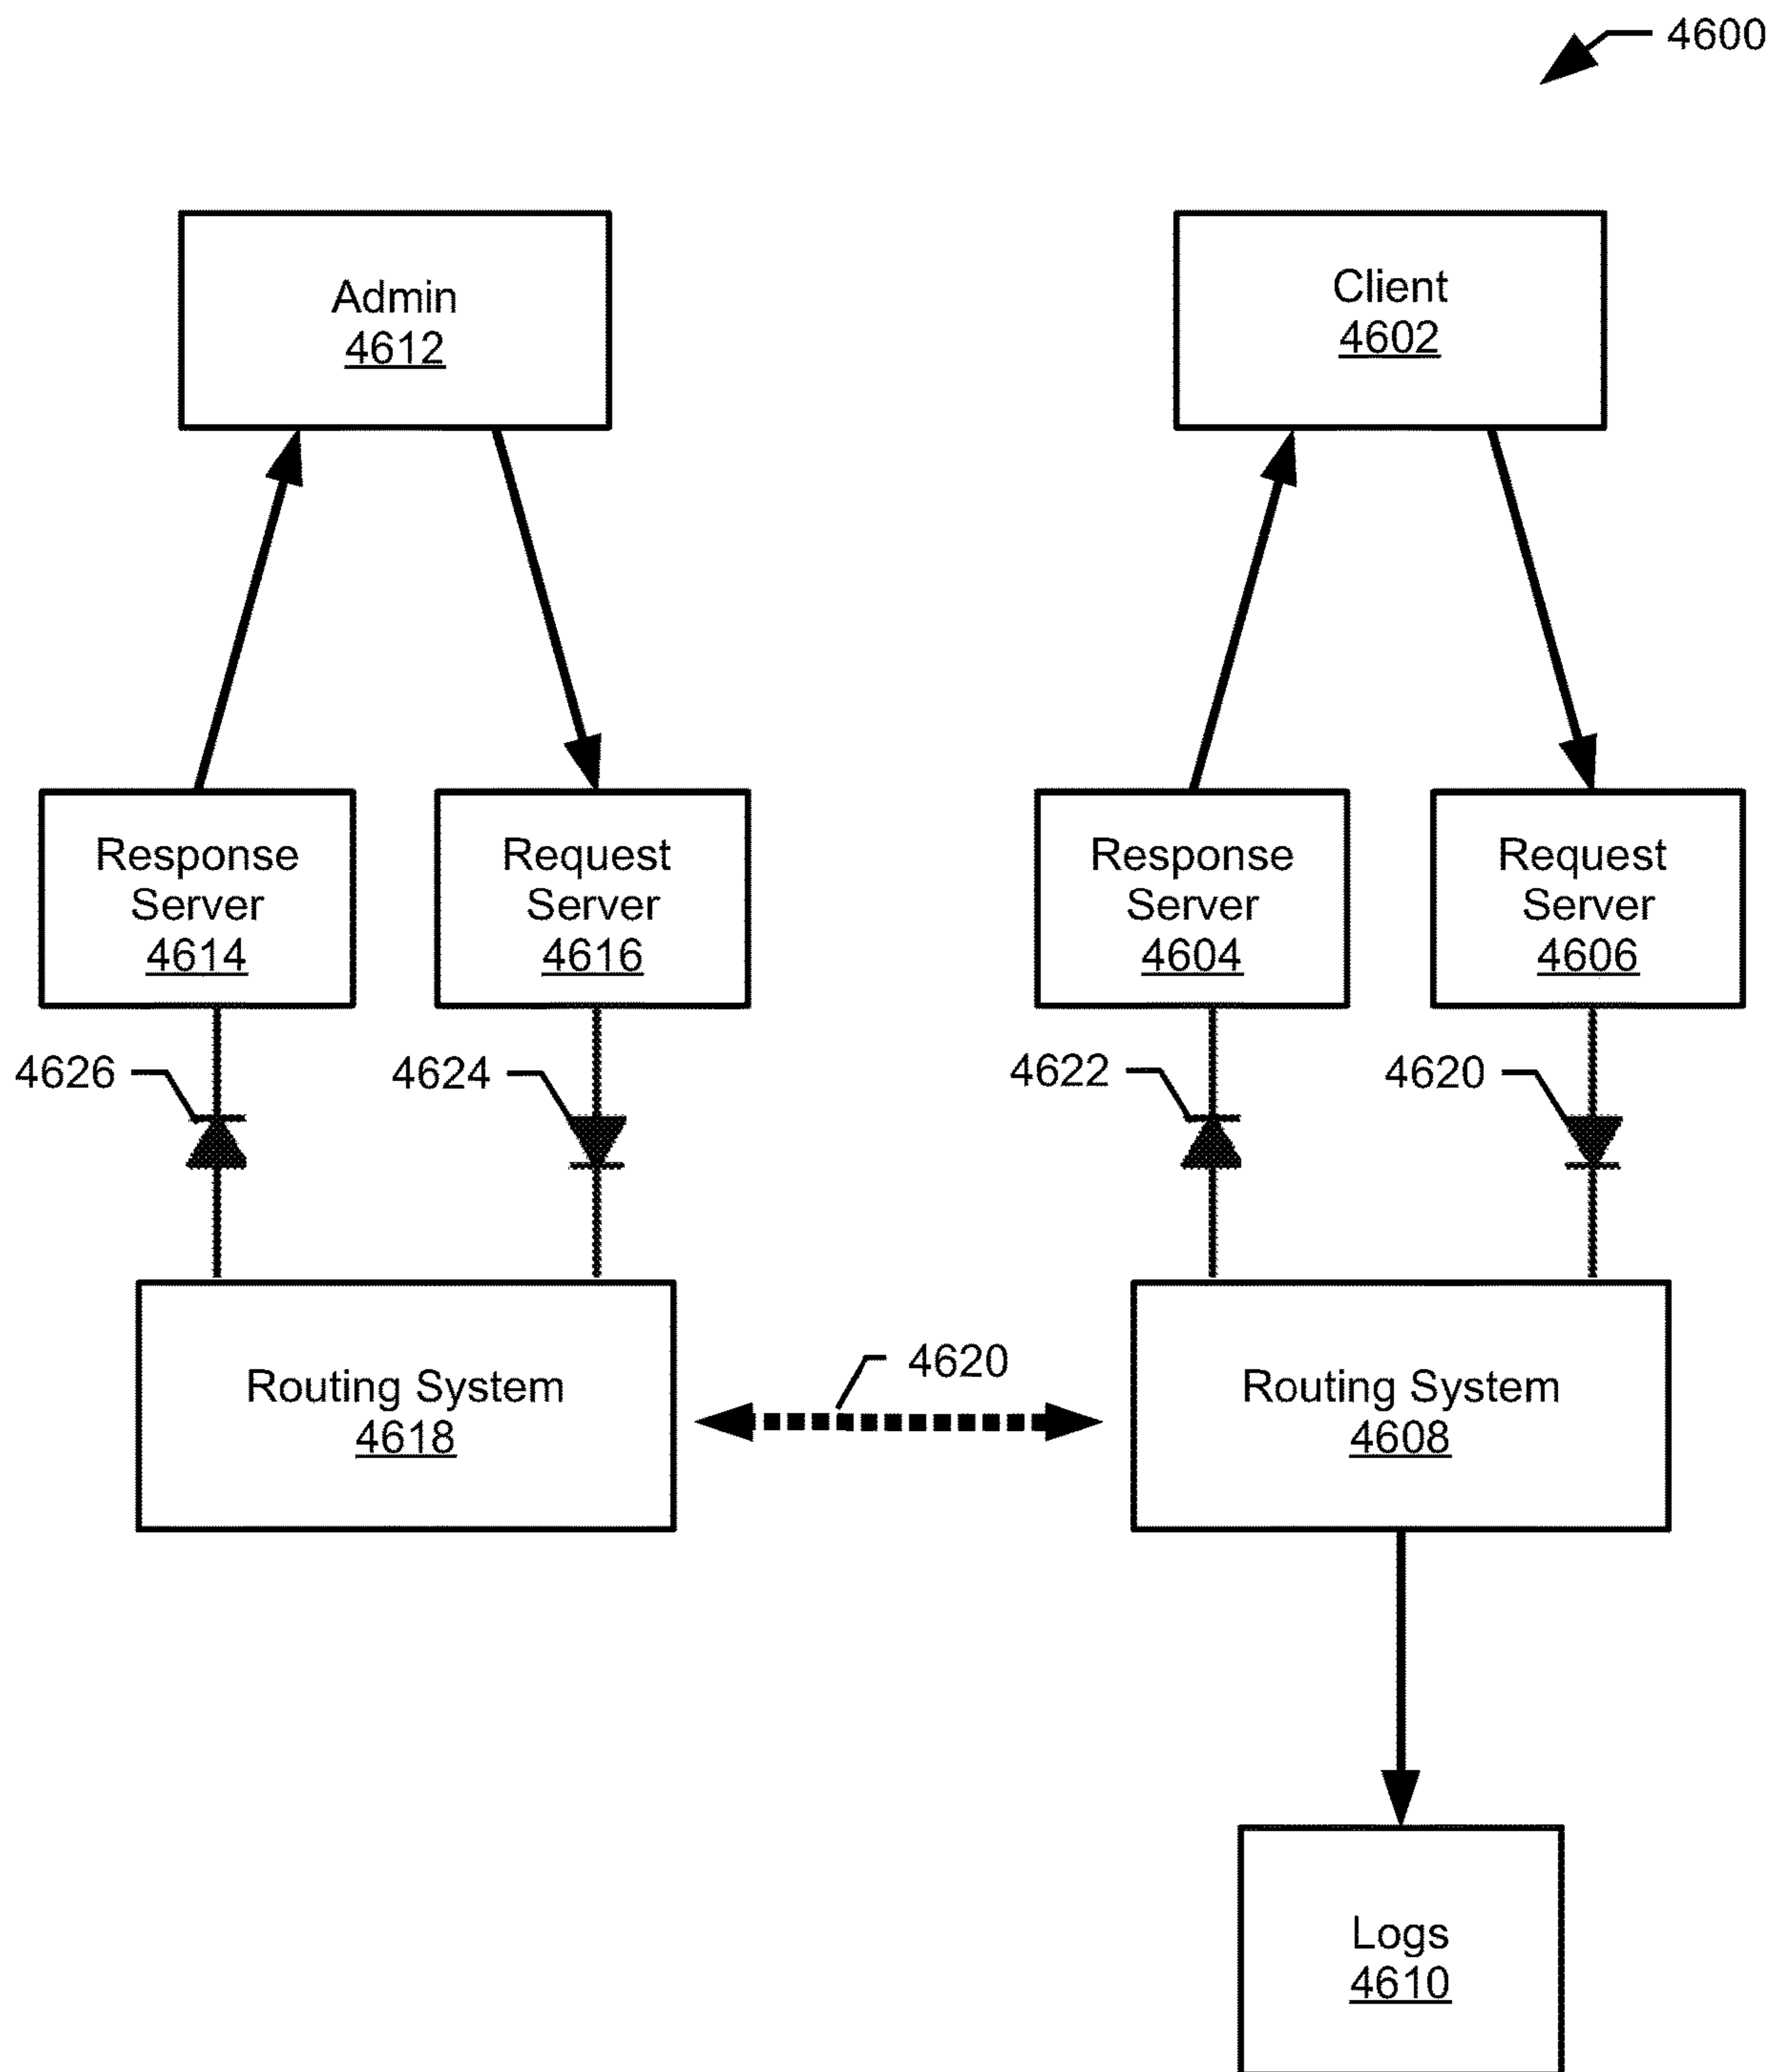 4600
Admin
4612
Client
4602
Response
Server
4614
Request
Server
4616
Response
Server
4604
Request
Server
4606
4626
4624
4622
4620
Routing System
4618
4620
Routing System
4608
Logs
4610